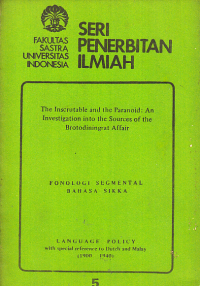 FAKULTAS
SASTRA
UNIVERSITAS
INDONESIA
SERI
PENERBITAN
ILMIAH
The Inscrutable and the Paranoid: An
Investigation into the Sources of the
Brotodiningrat Affair
FONOLOGI SEGMENTAL
BAHASA SIKKA
LANGUAGE POLICY
with special reference to Dutch and Malay
(1900 1940)
5